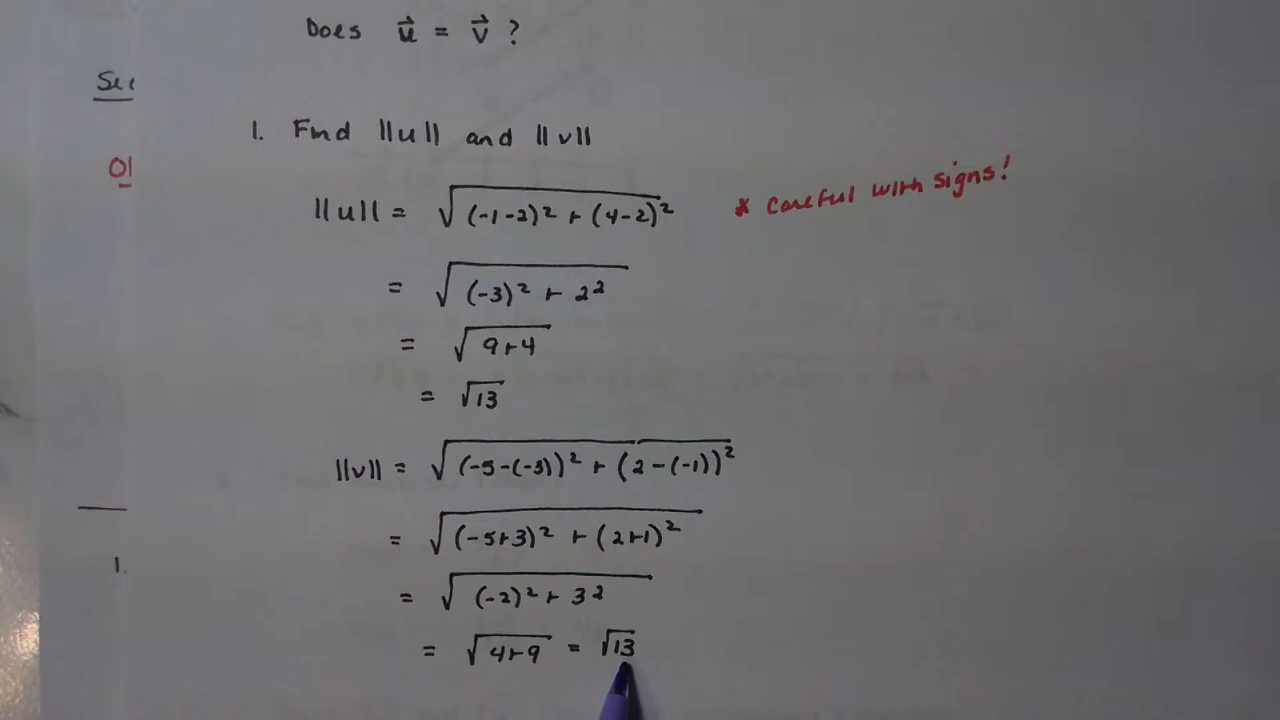 Does u⃗ = v⃗ ?
1. Find ||u|| and ||v||
||u|| = √((-1-2)² + (4-2)²)
* Careful with signs!
= √((-3)² + 2²)
= √(9+4)
= √13
||v|| = √((-5-(-3))² + (2-(-1))²)
= √((-5+3)² + (2+1)²)
= √((-2)² + 3²)
= √(4+9) = √13
1.